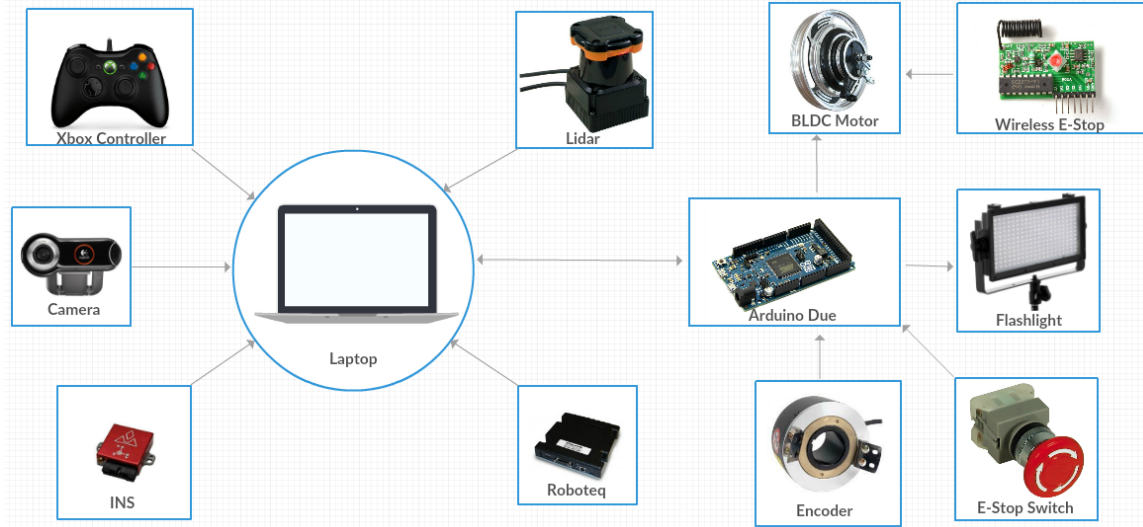 Xbox Controller
Lidar
BLDC Motor
Wireless E-Stop
Camera
Laptop
Arduino Due
Flashlight
INS
Roboteq
Encoder
E-Stop Switch